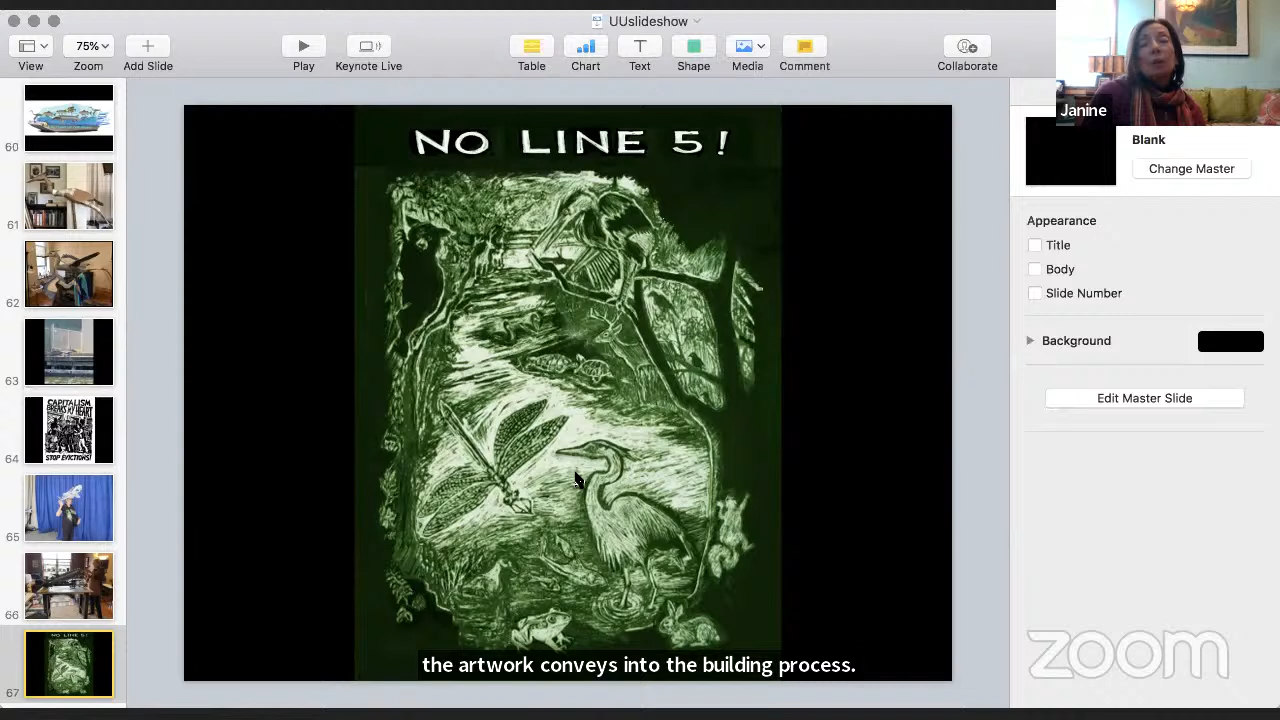 UUslideshow
75%
View
Zoom
Add Slide
Play
Keynote Live
Table
Chart
Text
Shape
Media
Comment
Collaborate
Janine
NO LINE 5!
60
61
62
63
CAPITALISM
BREAKS MY HEART
STOP EVICTIONS!
64
65
66
NO LINE 5!
67
Blank
Change Master
Appearance
Title
Body
Slide Number
Background
Edit Master Slide
the artwork conveys into the building process.
zoom